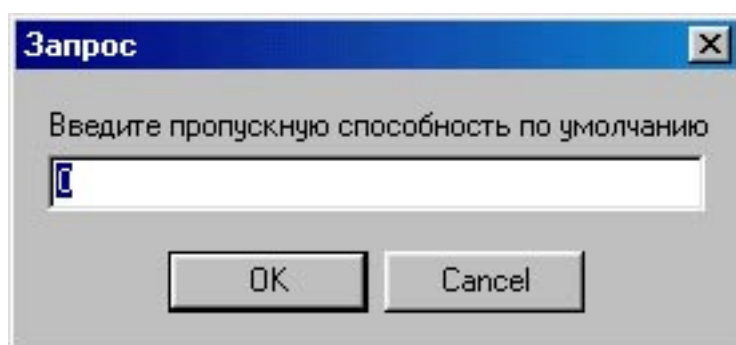 Запрос
Введите пропускную способность по умолчанию
0
OK
Cancel